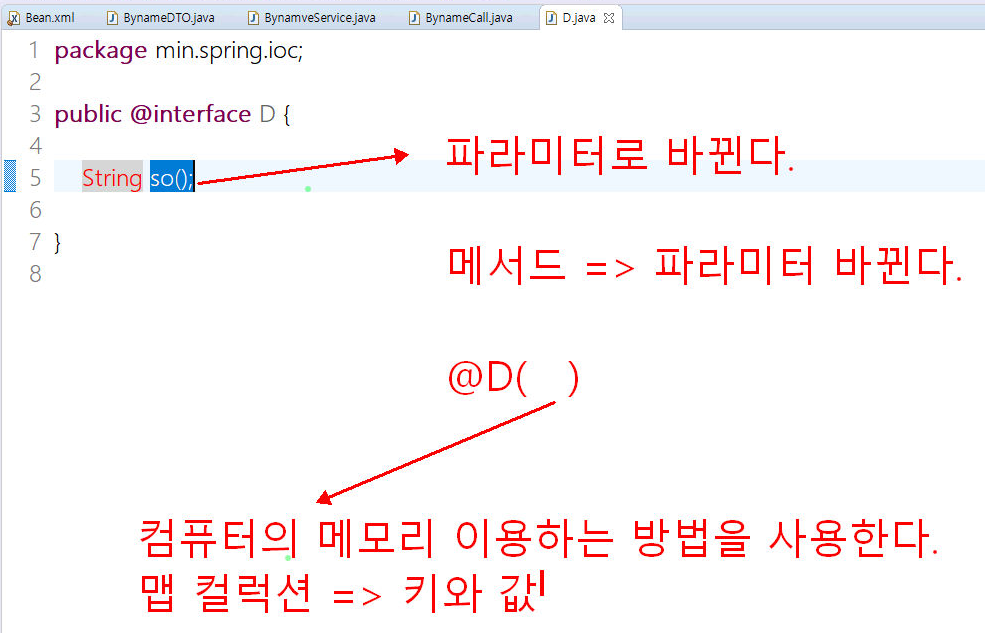 Bean.xml BynameDTO.java BynamveService.java BynameCall.java D.java
1 package min.spring.ioc;
2
3 public @interface D {
4
5 String so();
6
7 }
8
파라미터로 바뀐다.
메서드 => 파라미터 바뀐다.
@D( )
컴퓨터의 메모리 이용하는 방법을 사용한다.
맵 컬럭션 => 키와 값